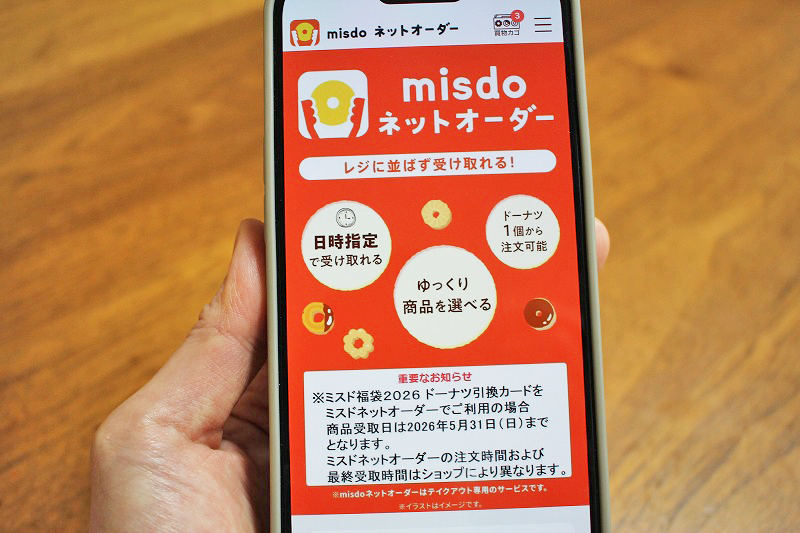 misdo ネットオーダー
3
買物カゴ
misdo
ネットオーダー
レジに並ばず受け取れる!
日時指定
で受け取れる
ドーナツ
1個から
注文可能
ゆっくり
商品を選べる
重要なお知らせ
※ミスド福袋2026 ドーナツ引換カードを
ミスドネットオーダーでご利用の場合
商品受取日は2026年5月31日(日)まで
となります。
ミスドネットオーダーの注文時間および
最終受取時間はショップにより異なります。
※misdoネットオーダーはテイクアウト専用のサービスです。
※イラストはイメージです。